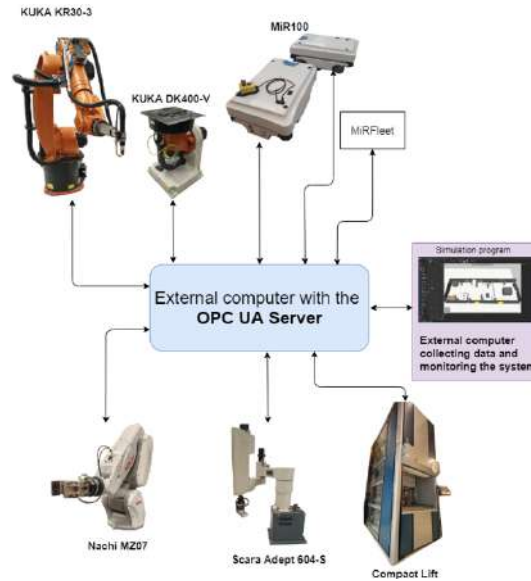 KUKA KR30-3
MiR100
KUKA DK400-V
MiRFleet
Simulation program
External computer with the
OPC UA Server
External computer
collecting data and
monitoring the system
Nachi MZ07
Scara Adept 604-S
Compact Lift